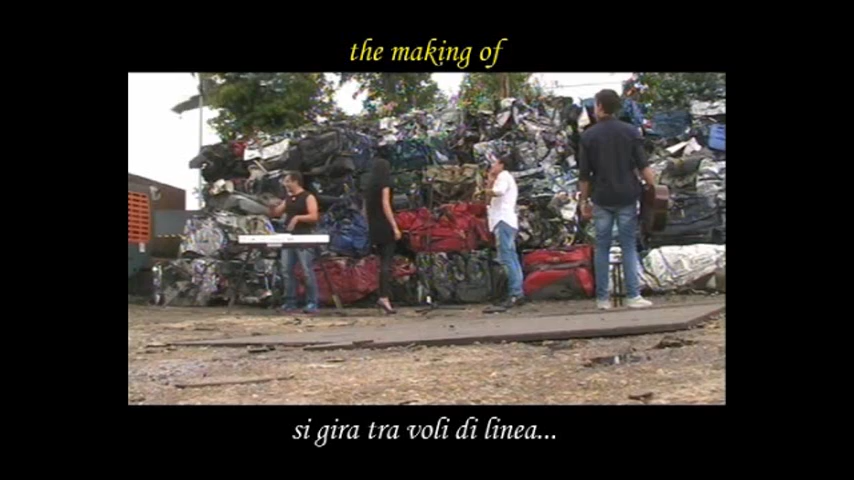 the making of
si gira tra voli di linea...